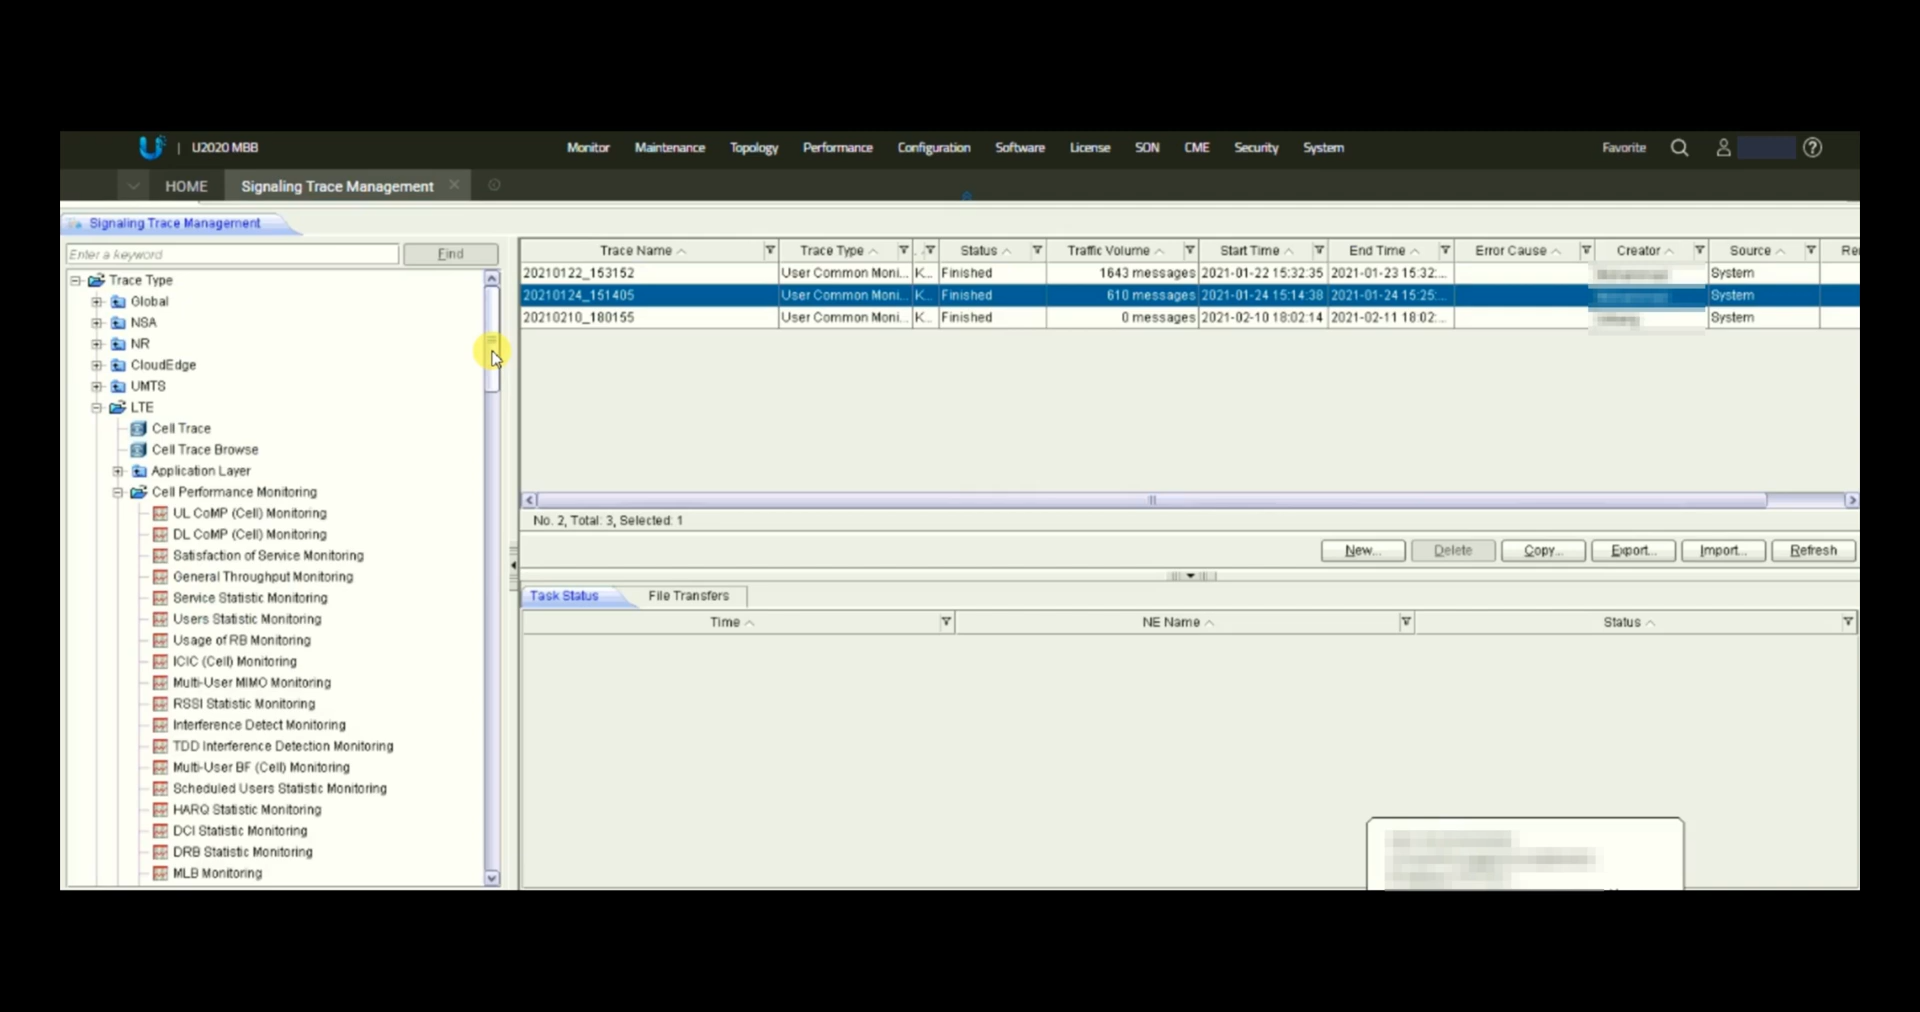 U2020 MBB
Monitor Maintenance Topology Performance Configuration Software License SON CME Security System
Favorite
HOME Signaling Trace Management
Signaling Trace Management
Enter a keyword Find
Trace Type
Global
NSA
NR
CloudEdge
UMTS
LTE
Cell Trace
Cell Trace Browse
Application Layer
Cell Performance Monitoring
UL CoMP (Cell) Monitoring
DL CoMP (Cell) Monitoring
Satisfaction of Service Monitoring
General Throughput Monitoring
Service Statistic Monitoring
Users Statistic Monitoring
Usage of RB Monitoring
ICIC (Cell) Monitoring
Multi-User MIMO Monitoring
RSSI Statistic Monitoring
Interference Detect Monitoring
TDD Interference Detection Monitoring
Multi-User BF (Cell) Monitoring
Scheduled Users Statistic Monitoring
HARQ Statistic Monitoring
DCI Statistic Monitoring
DRB Statistic Monitoring
MLB Monitoring
Trace Name Trace Type .. Status Traffic Volume Start Time End Time Error Cause Creator Source Re
20210122_153152 User Common Moni... K... Finished 1643 messages 2021-01-22 15:32:35 2021-01-23 15:32:... System
20210124_151405 User Common Moni... K... Finished 610 messages 2021-01-24 15:14:38 2021-01-24 15:25:... System
20210210_180155 User Common Moni... K... Finished 0 messages 2021-02-10 18:02:14 2021-02-11 18:02:... System
No. 2, Total: 3, Selected: 1
New... Delete Copy... Export... Import... Refresh
Task Status File Transfers
Time NE Name Status